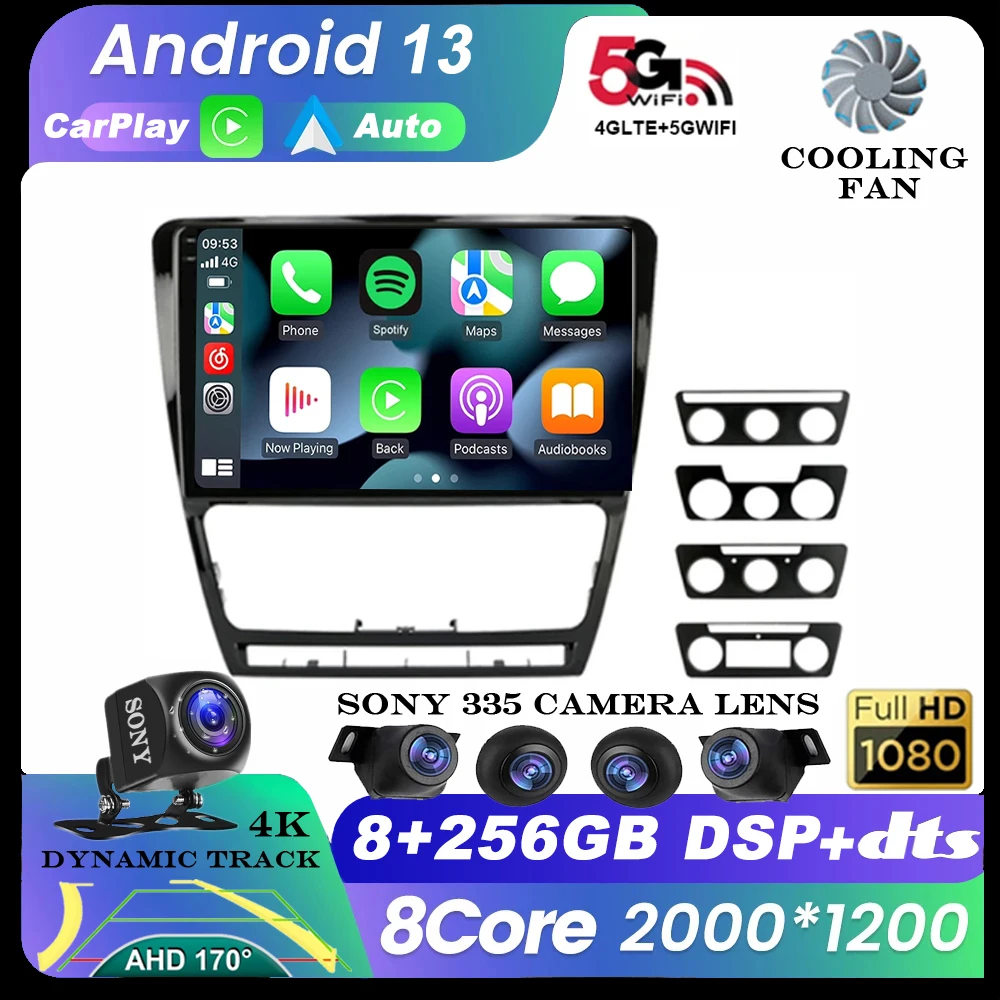 Android 13
CarPlay
Auto
5G
WiFi
4GLTE+5GWIFI
COOLING
FAN
09:53
4G
Phone
Spotify
Maps
Messages
Now Playing
Back
Podcasts
Audiobooks
SONY 335 CAMERA LENS
Full HD
1080
SONY
4K
DYNAMIC TRACK
AHD 170°
8+256GB DSP+dts
8Core 2000*1200